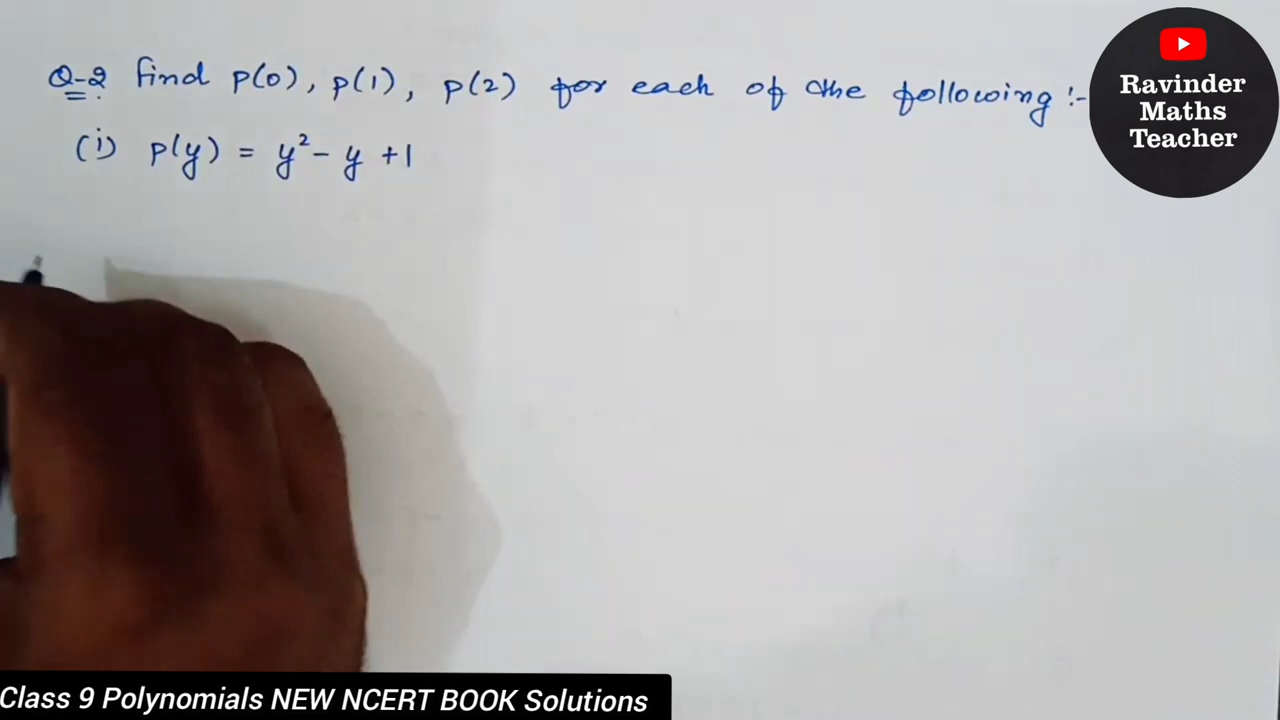 Q-2 Find p(0), p(1), p(2) for each of the following :-
(i) p(y) = y² - y + 1
Ravinder
Maths
Teacher
Class 9 Polynomials NEW NCERT BOOK Solutions